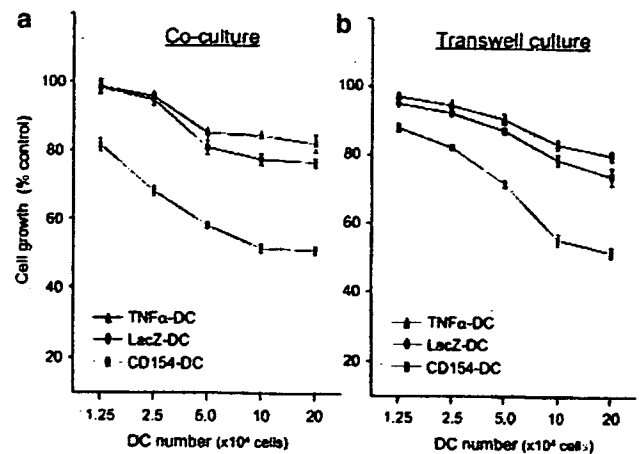 a
Co-culture
Cell growth (% control)
100
80
60
40
20
TNFα-DC
LacZ-DC
CD154-DC
1.25 2.5 5.0 10 20
DC number (x10⁴ cells)
b
Transwell culture
100
80
60
40
20
TNFα-DC
LacZ-DC
CD154-DC
1.25 2.5 5.0 10 20
DC number (x10⁴ cells)